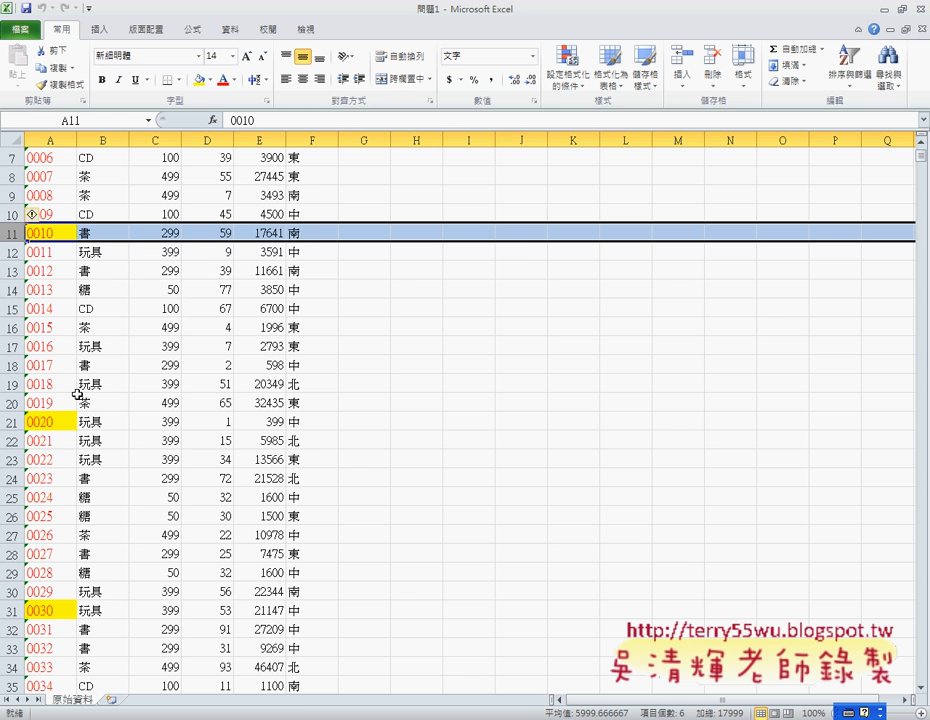 問題1 - Microsoft Excel
檔案 常用 插入 版面配置 公式 資料 校閱 檢視
貼上 剪下 複製 複製格式 剪貼簿
新細明體 14 B I U 字型
自動換列 跨欄置中 對齊方式
文字 $ % , 數值
設定格式化的條件 格式化為表格 儲存格樣式 樣式
插入 刪除 格式 儲存格
Σ 自動加總 填滿 清除 排序與篩選 尋找與選取 編輯
A11 fx 0010
A B C D E F G H I J K L M N O P Q
7 0006 CD 100 39 3900 東
8 0007 茶 499 55 27445 東
9 0008 茶 499 7 3493 南
10 09 CD 100 45 4500 中
11 0010 書 299 59 17641 南
12 0011 玩具 399 9 3591 中
13 0012 書 299 39 11661 南
14 0013 糖 50 77 3850 中
15 0014 CD 100 67 6700 中
16 0015 茶 499 4 1996 東
17 0016 玩具 399 7 2793 東
18 0017 書 299 2 598 中
19 0018 玩具 399 51 20349 北
20 0019 茶 499 65 32435 東
21 0020 玩具 399 1 399 中
22 0021 玩具 399 15 5985 北
23 0022 玩具 399 34 13566 東
24 0023 書 299 72 21528 北
25 0024 糖 50 32 1600 中
26 0025 糖 50 30 1500 東
27 0026 茶 499 22 10978 中
28 0027 書 299 25 7475 東
29 0028 糖 50 32 1600 中
30 0029 玩具 399 56 22344 南
31 0030 玩具 399 53 21147 中
32 0031 書 299 91 27209 中
33 0032 書 299 31 9269 中
34 0033 茶 499 93 46407 北
35 0034 CD 100 11 1100 南
http://terry55wu.blogspot.tw
吳清輝老師錄製
原始資料
就緒 平均值: 5999.666667 項目個數: 6 加總: 17999 100%